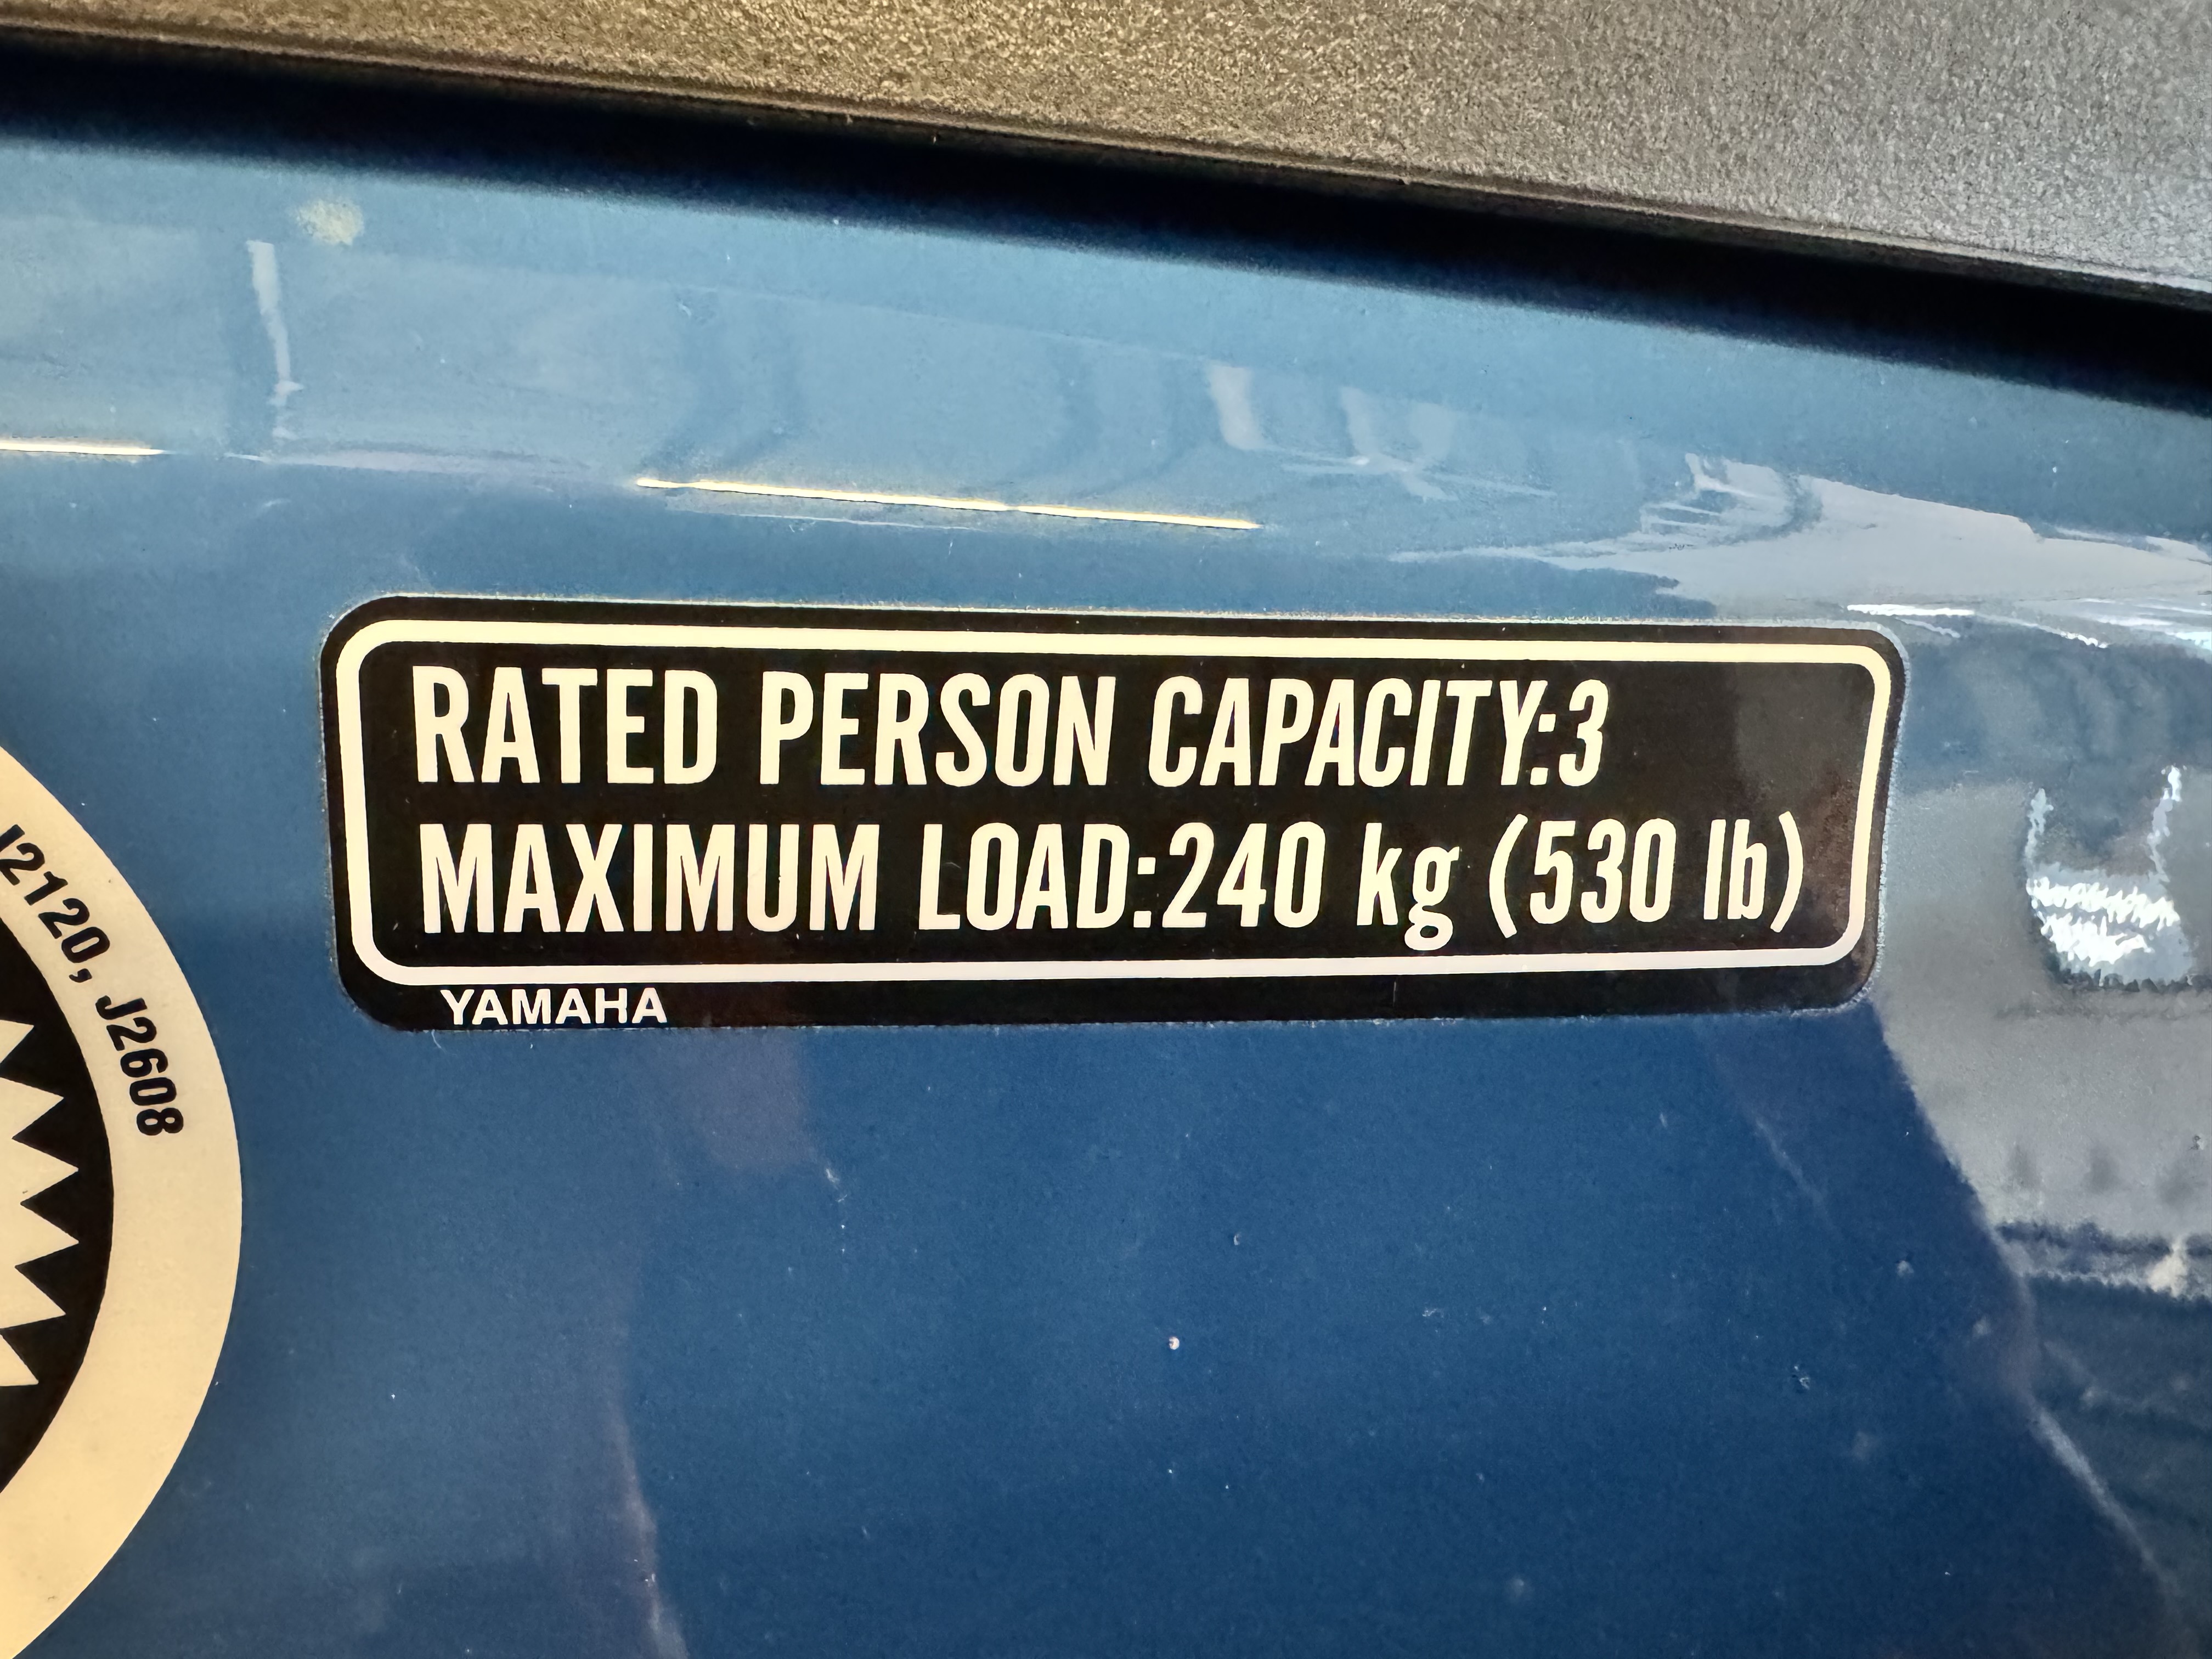 RATED PERSON CAPACITY:3
MAXIMUM LOAD:240 kg (530 lb)
YAMAHA
J2120, J2608